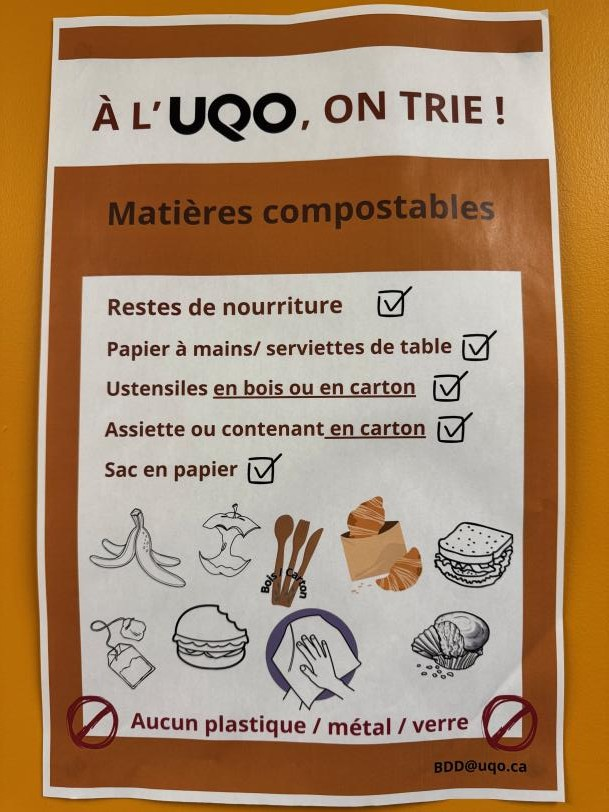 À L'UQO, ON TRIE !
Matières compostables
Restes de nourriture
Papier à mains/ serviettes de table
Ustensiles en bois ou en carton
Assiette ou contenant en carton
Sac en papier
Bois / Carton
Aucun plastique / métal / verre
BDD@uqo.ca